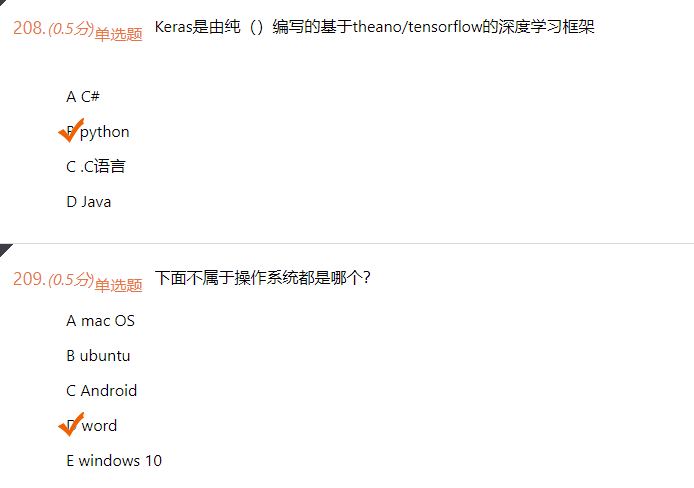 208.(0.5分)单选题 Keras是由纯（）编写的基于theano/tensorflow的深度学习框架
A C#
B python
C .C语言
D Java
209.(0.5分)单选题 下面不属于操作系统都是哪个?
A mac OS
B ubuntu
C Android
D word
E windows 10